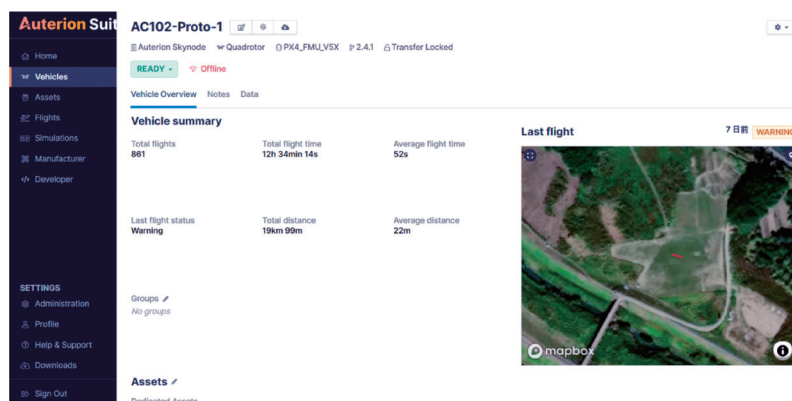 Auterion Suit
Home
Vehicles
Assets
Flights
Simulations
Manufacturer
Developer
SETTINGS
Administration
Profile
Help & Support
Downloads
Sign Out
AC102-Proto-1
Auterion Skynode Quadrotor PX4_FMU_V5X 2.4.1 Transfer Locked
READY Offline
Vehicle Overview Notes Data
Vehicle summary
Total flights Total flight time Average flight time
861 12h 34min 14s 52s
Last flight status Total distance Average distance
Warning 19km 99m 22m
Groups
No groups
Assets
Dedicated Assets
Last flight 7 日前 WARNING
mapbox